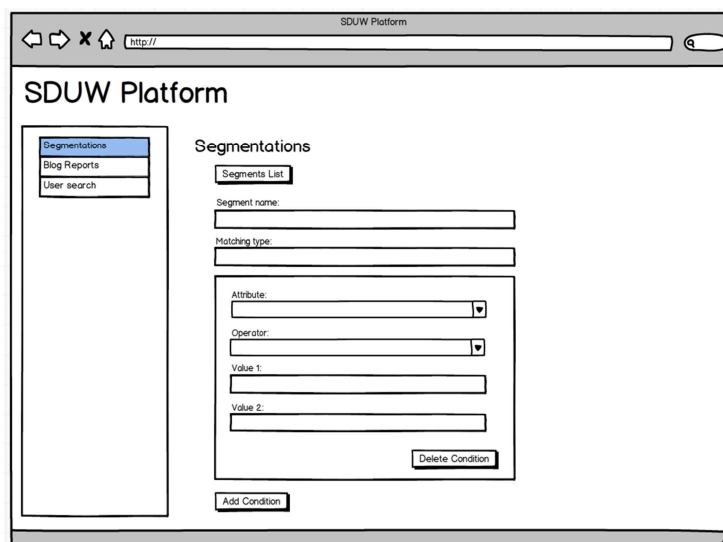 SDUW Platform
http://
SDUW Platform
Segmentations
Blog Reports
User search
Segmentations
Segments List
Segment name:
Matching type:
Attribute:
Operator:
Value 1:
Value 2:
Delete Condition
Add Condition